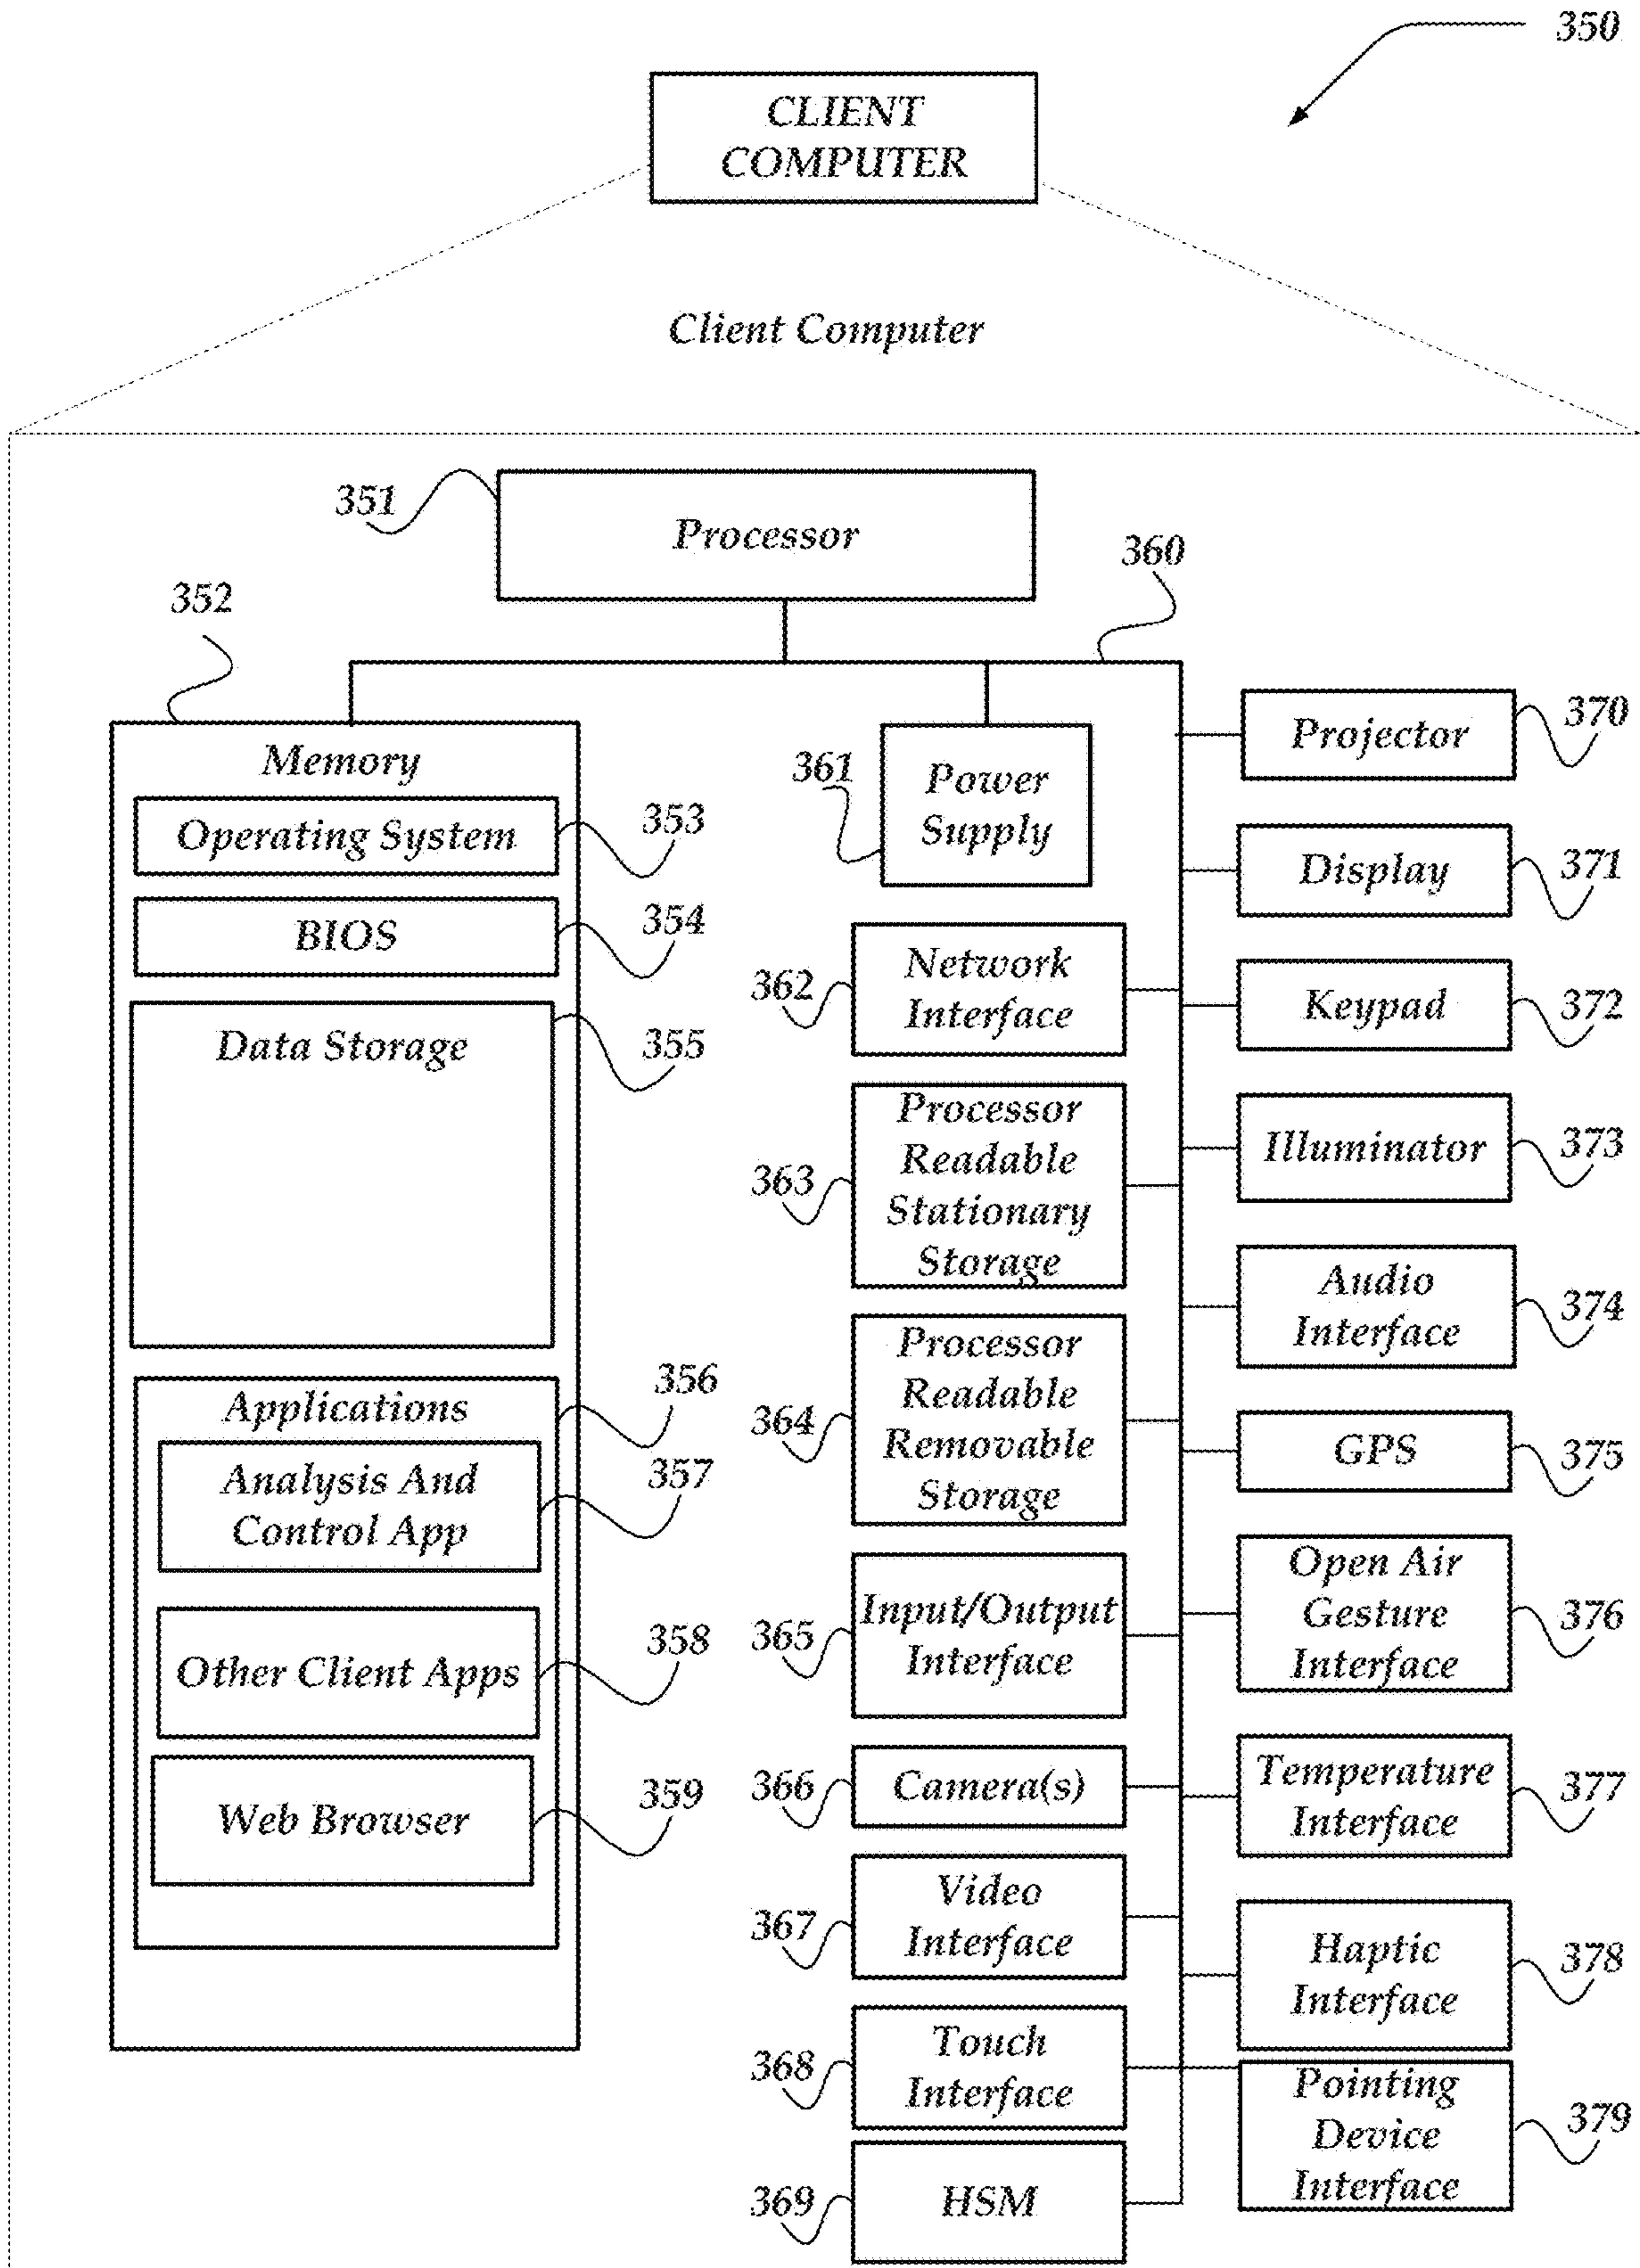 350
CLIENT
COMPUTER
Client Computer
351
Processor
360
352
Memory
Operating System
353
BIOS
354
Data Storage
355
Applications
356
Analysis And
Control App
357
Other Client Apps
358
Web Browser
359
361
Power
Supply
362
Network
Interface
363
Processor
Readable
Stationary
Storage
364
Processor
Readable
Removable
Storage
365
Input/Output
Interface
366
Camera(s)
367
Video
Interface
368
Touch
Interface
369
HSM
Projector
370
Display
371
Keypad
372
Illuminator
373
Audio
Interface
374
GPS
375
Open Air
Gesture
Interface
376
Temperature
Interface
377
Haptic
Interface
378
Pointing
Device
Interface
379